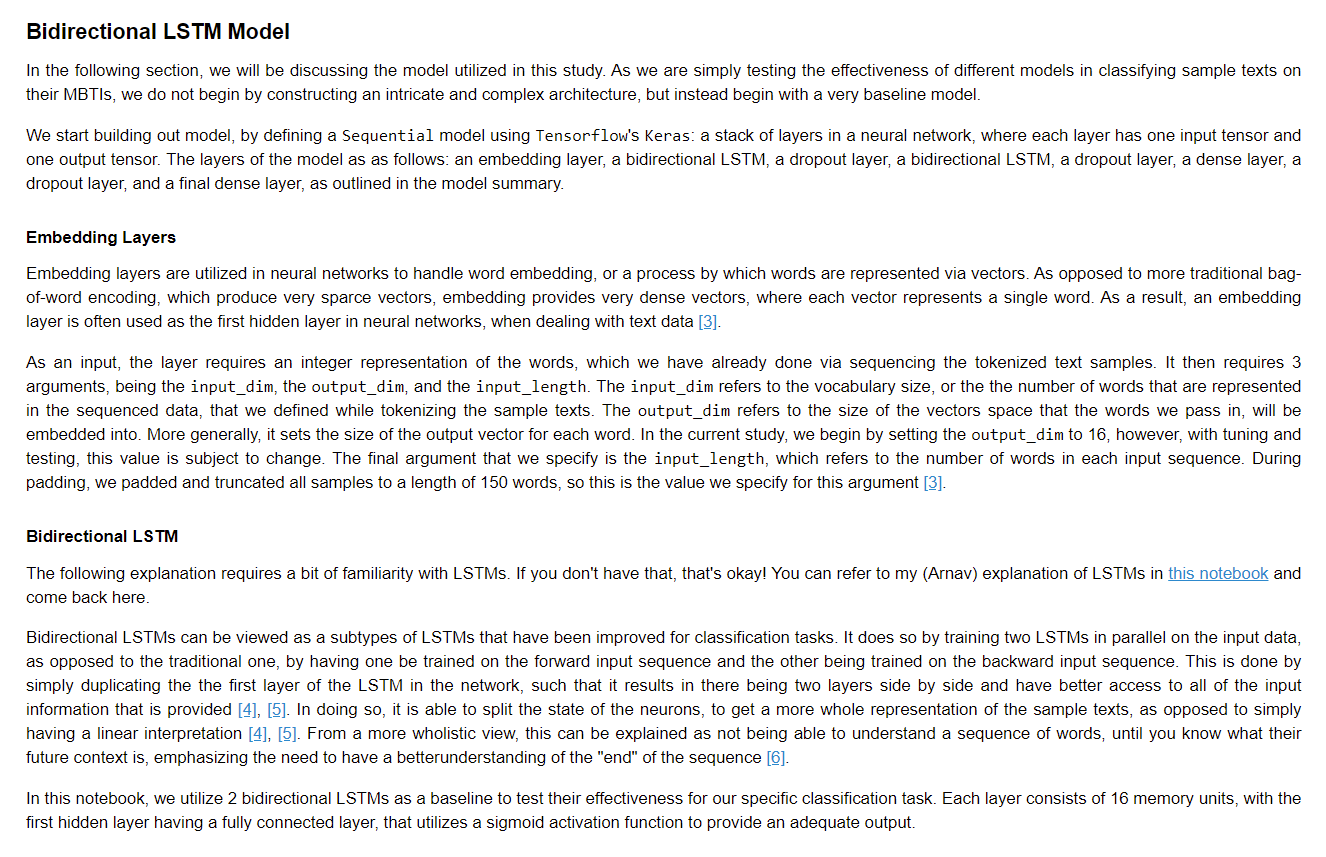 Bidirectional LSTM Model
In the following section, we will be discussing the model utilized in this study. As we are simply testing the effectiveness of different models in classifying sample texts on
their MBTIs, we do not begin by constructing an intricate and complex architecture, but instead begin with a very baseline model.
We start building out model, by defining a Sequential model using Tensorflow's Keras: a stack of layers in a neural network, where each layer has one input tensor and
one output tensor. The layers of the model as as follows: an embedding layer, a bidirectional LSTM, a dropout layer, a bidirectional LSTM, a dropout layer, a dense layer, a
dropout layer, and a final dense layer, as outlined in the model summary.
Embedding Layers
Embedding layers are utilized in neural networks to handle word embedding, or a process by which words are represented via vectors. As opposed to more traditional bag-
of-word encoding, which produce very sparce vectors, embedding provides very dense vectors, where each vector represents a single word. As a result, an embedding
layer is often used as the first hidden layer in neural networks, when dealing with text data [3].
As an input, the layer requires an integer representation of the words, which we have already done via sequencing the tokenized text samples. It then requires 3
arguments, being the input_dim, the output_dim, and the input_length. The input_dim refers to the vocabulary size, or the the number of words that are represented
in the sequenced data, that we defined while tokenizing the sample texts. The output_dim refers to the size of the vectors space that the words we pass in, will be
embedded into. More generally, it sets the size of the output vector for each word. In the current study, we begin by setting the output_dim to 16, however, with tuning and
testing, this value is subject to change. The final argument that we specify is the input_length, which refers to the number of words in each input sequence. During
padding, we padded and truncated all samples to a length of 150 words, so this is the value we specify for this argument [3].
Bidirectional LSTM
The following explanation requires a bit of familiarity with LSTMs. If you don't have that, that's okay! You can refer to my (Arnav) explanation of LSTMs in this notebook and
come back here.
Bidirectional LSTMs can be viewed as a subtypes of LSTMs that have been improved for classification tasks. It does so by training two LSTMs in parallel on the input data,
as opposed to the traditional one, by having one be trained on the forward input sequence and the other being trained on the backward input sequence. This is done by
simply duplicating the the first layer of the LSTM in the network, such that it results in there being two layers side by side and have better access to all of the input
information that is provided [4], [5]. In doing so, it is able to split the state of the neurons, to get a more whole representation of the sample texts, as opposed to simply
having a linear interpretation [4], [5]. From a more wholistic view, this can be explained as not being able to understand a sequence of words, until you know what their
future context is, emphasizing the need to have a betterunderstanding of the "end" of the sequence [6].
In this notebook, we utilize 2 bidirectional LSTMs as a baseline to test their effectiveness for our specific classification task. Each layer consists of 16 memory units, with the
first hidden layer having a fully connected layer, that utilizes a sigmoid activation function to provide an adequate output.